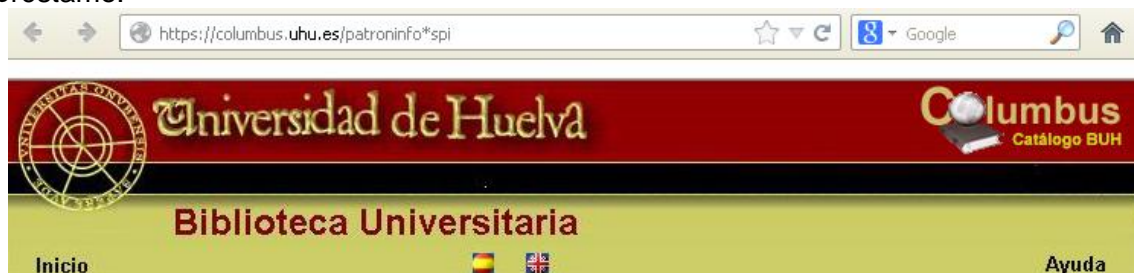 préstamo.
https://columbus.uhu.es/patroninfo*spi
Google
Universidad de Huelva
Columbus
Catálogo BUH
Biblioteca Universitaria
Inicio
Ayuda